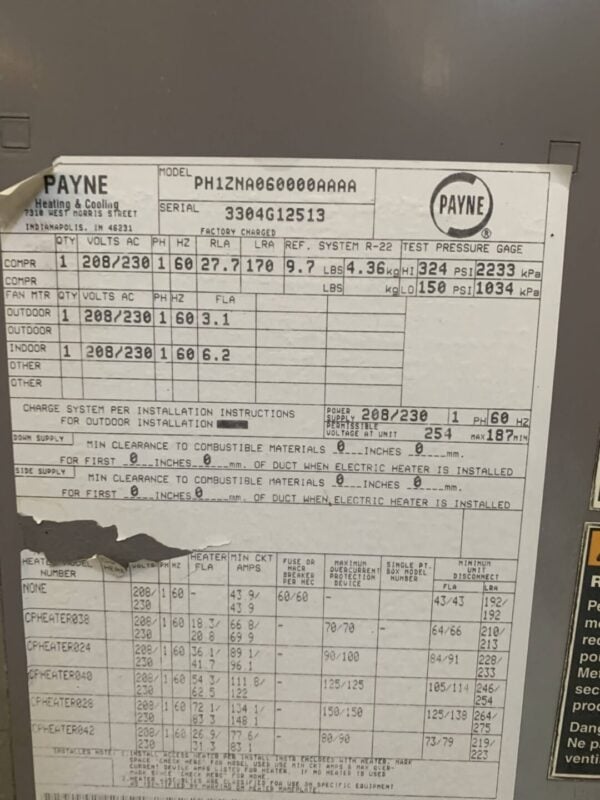 PAYNE
Heating & Cooling
7310 WEST MORRIS STREET
INDIANAPOLIS, IN 46231
MODEL PH1ZNA060000AAAA
SERIAL 3304G12513
PAYNE
®
FACTORY CHARGED
QTY VOLTS AC PH HZ RLA LRA REF. SYSTEM R-22 TEST PRESSURE GAGE
COMPR 1 208/230 1 60 27.7 170 9.7 LBS 4.36 kg HI 324 PSI 2233 kPa
COMPR LBS kg LO 150 PSI 1034 kPa
FAN MTR QTY VOLTS AC PH HZ FLA
OUTDOOR 1 208/230 1 60 3.1
OUTDOOR
INDOOR 1 208/230 1 60 6.2
OTHER
OTHER
CHARGE SYSTEM PER INSTALLATION INSTRUCTIONS
FOR OUTDOOR INSTALLATION
POWER SUPPLY 208/230 1 PH 60 HZ
PERMISSIBLE VOLTAGE AT UNIT 254 MAX 187 MIN
DOWN SUPPLY MIN CLEARANCE TO COMBUSTIBLE MATERIALS 0 INCHES 0 mm.
FOR FIRST 0 INCHES 0 mm. OF DUCT WHEN ELECTRIC HEATER IS INSTALLED
SIDE SUPPLY MIN CLEARANCE TO COMBUSTIBLE MATERIALS 0 INCHES 0 mm.
FOR FIRST 0 INCHES 0 mm. OF DUCT WHEN ELECTRIC HEATER IS INSTALLED
NUMBER VOLTS PH HZ HEATER FLA MIN CKT AMPS FUSE OR HACR BREAKER PER NEC MAXIMUM OVERCURRENT PROTECTION DEVICE SINGLE PT. BOX MODEL NUMBER MINIMUM UNIT DISCONNECT
FLA LRA
NONE 208/230 1 60 - 43.9/43.9 60/60 - 43/43 192/192
CPHEATER038 208/230 1 60 18.3/20.8 66.8/69.9 70/70 - 64/66 210/213
CPHEATER024 208/230 1 60 36.1/41.7 89.1/96.1 90/100 84/91 228/233
CPHEATER040 208/230 1 60 54.3/62.5 111.8/122 125/125 105/114 246/254
CPHEATER028 208/230 1 60 72.1/83.3 134.1/148.1 150/150 125/138 264/275
CPHEATER042 208/230 1 60 26.9/31.3 77.6/83.1 80/90 73/79 219/223
Dang
Ne pa
ventil